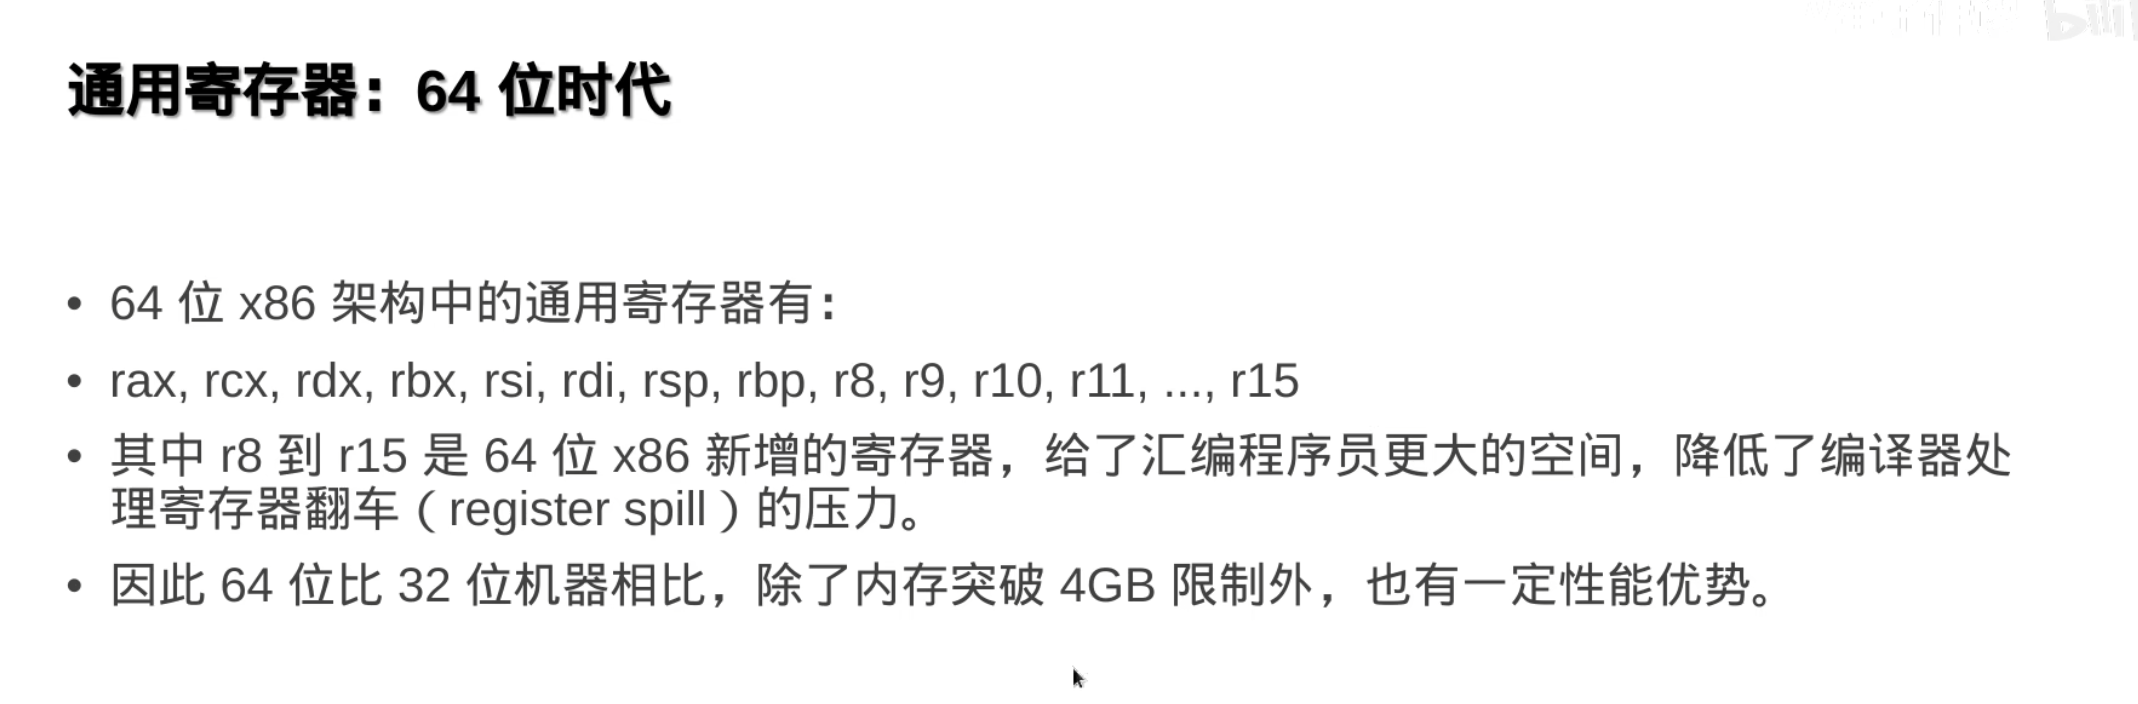 通用寄存器：64 位时代
• 64 位 x86 架构中的通用寄存器有：
• rax, rcx, rdx, rbx, rsi, rdi, rsp, rbp, r8, r9, r10, r11, ..., r15
• 其中 r8 到 r15 是 64 位 x86 新增的寄存器，给了汇编程序员更大的空间，降低了编译器处
理寄存器翻车（register spill）的压力。
• 因此 64 位比 32 位机器相比，除了内存突破 4GB 限制外，也有一定性能优势。